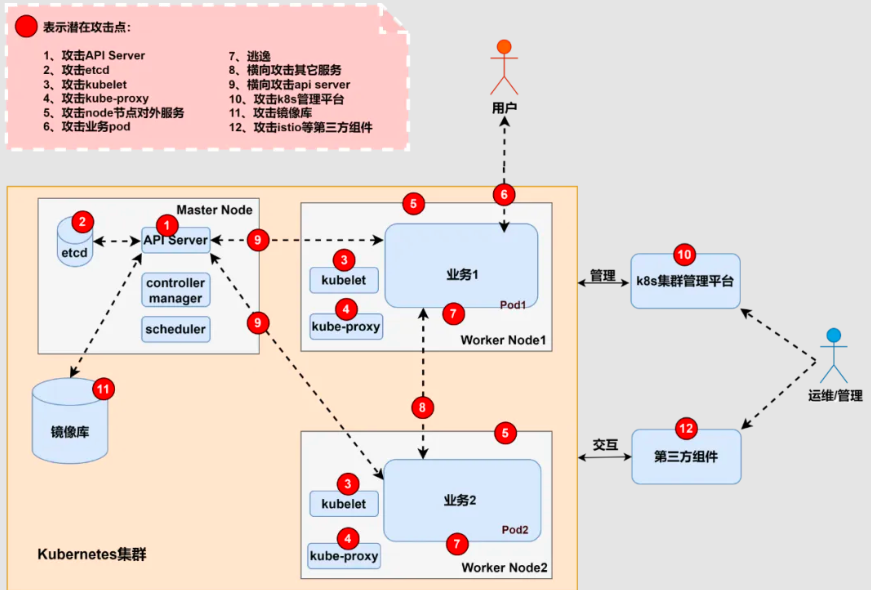 表示潜在攻击点：
1、攻击API Server
2、攻击etcd
3、攻击kubelet
4、攻击kube-proxy
5、攻击node节点对外服务
6、攻击业务pod
7、逃逸
8、横向攻击其它服务
9、横向攻击api server
10、攻击k8s管理平台
11、攻击镜像库
12、攻击istio等第三方组件
用户
6
5
Master Node
2
etcd
1
API Server
9
controller
manager
scheduler
3
kubelet
4
kube-proxy
业务1
Pod1
7
Worker Node1
9
管理
10
k8s集群管理平台
运维/管理
11
镜像库
8
5
3
kubelet
4
kube-proxy
业务2
Pod2
7
Worker Node2
交互
12
第三方组件
Kubernetes集群